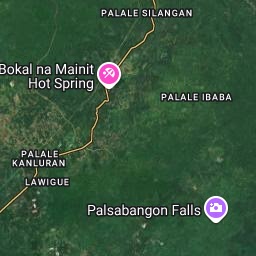 PALALE SILANGAN
Bokal na Mainit
Hot Spring
PALALE IBABA
PALALE
KANLURAN
LAWIGUE
Palsabangon Falls